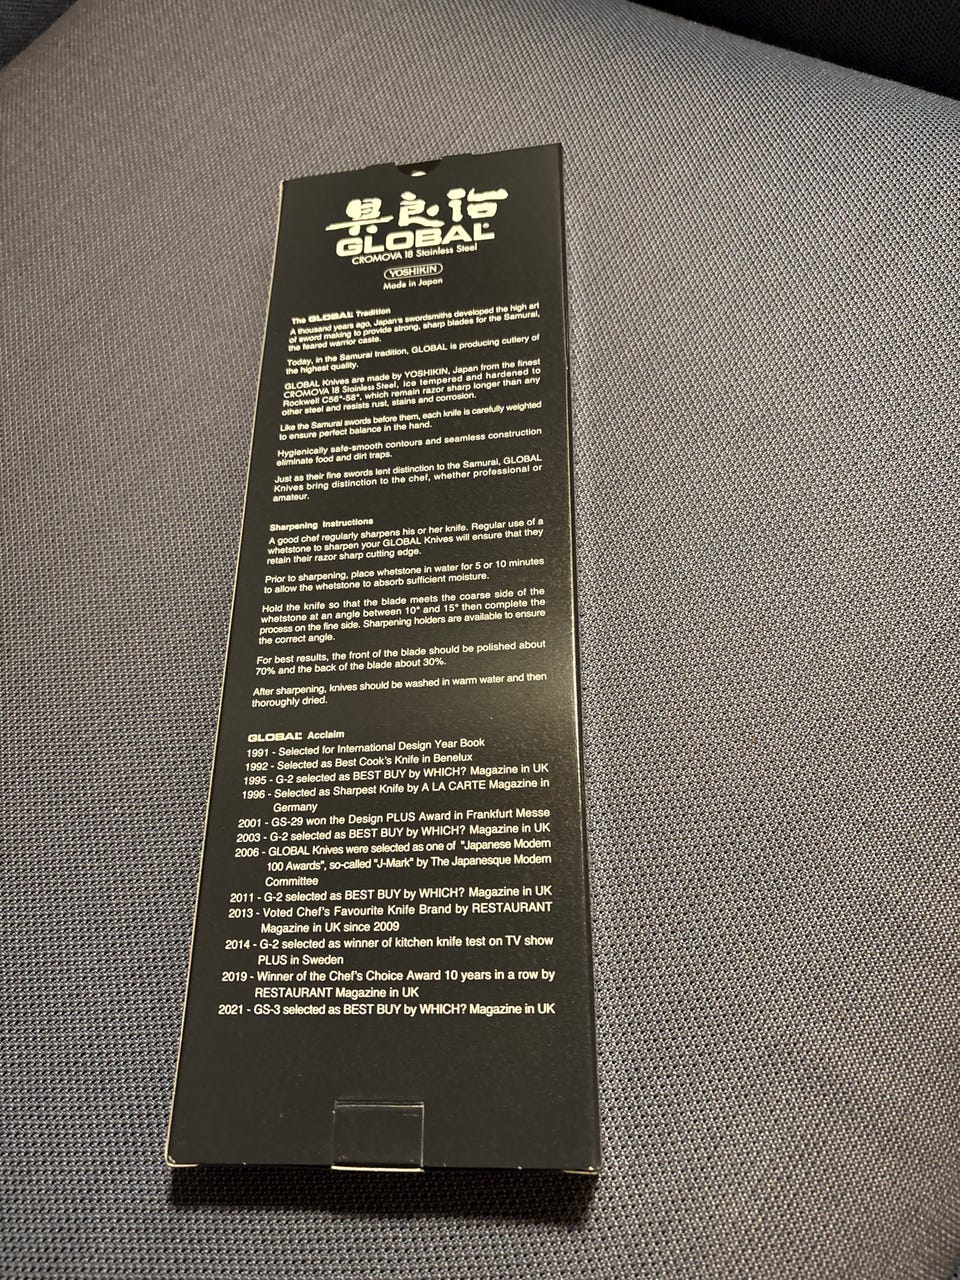 具良治
GLOBAL®
CROMOVA 18 Stainless Steel
YOSHIKIN
Made in Japan
The GLOBAL Tradition
A thousand years ago, Japan's swordsmiths developed the high art
of sword making to provide strong, sharp blades for the Samurai,
the feared warrior caste.
Today, in the Samurai tradition, GLOBAL is producing cutlery of
the highest quality.
GLOBAL Knives are made by YOSHIKIN, Japan from the finest
CROMOVA 18 Stainless Steel, ice tempered and hardened to
Rockwell C56°-58°, which remain razor sharp longer than any
other steel and resists rust, stains and corrosion.
Like the Samurai swords before them, each knife is carefully weighted
to ensure perfect balance in the hand.
Hygienically safe-smooth contours and seamless construction
eliminate food and dirt traps.
Just as their fine swords lent distinction to the Samurai, GLOBAL
Knives bring distinction to the chef, whether professional or
amateur.
Sharpening Instructions
A good chef regularly sharpens his or her knife. Regular use of a
whetstone to sharpen your GLOBAL Knives will ensure that they
retain their razor sharp cutting edge.
Prior to sharpening, place whetstone in water for 5 or 10 minutes
to allow the whetstone to absorb sufficient moisture.
Hold the knife so that the blade meets the coarse side of the
whetstone at an angle between 10° and 15° then complete the
process on the fine side. Sharpening holders are available to ensure
the correct angle.
For best results, the front of the blade should be polished about
70% and the back of the blade about 30%.
After sharpening, knives should be washed in warm water and then
thoroughly dried.
GLOBAL Acclaim
1991 - Selected for International Design Year Book
1992 - Selected as Best Cook's Knife in Benelux
1995 - G-2 selected as BEST BUY by WHICH? Magazine in UK
1996 - Selected as Sharpest Knife by A LA CARTE Magazine in
Germany
2001 - GS-29 won the Design PLUS Award in Frankfurt Messe
2003 - G-2 selected as BEST BUY by WHICH? Magazine in UK
2006 - GLOBAL Knives were selected as one of "Japanese Modern
100 Awards", so-called "J-Mark" by The Japanesque Modern
Committee
2011 - G-2 selected as BEST BUY by WHICH? Magazine in UK
2013 - Voted Chef's Favourite Knife Brand by RESTAURANT
Magazine in UK since 2009
2014 - G-2 selected as winner of kitchen knife test on TV show
PLUS in Sweden
2019 - Winner of the Chef's Choice Award 10 years in a row by
RESTAURANT Magazine in UK
2021 - GS-3 selected as BEST BUY by WHICH? Magazine in UK